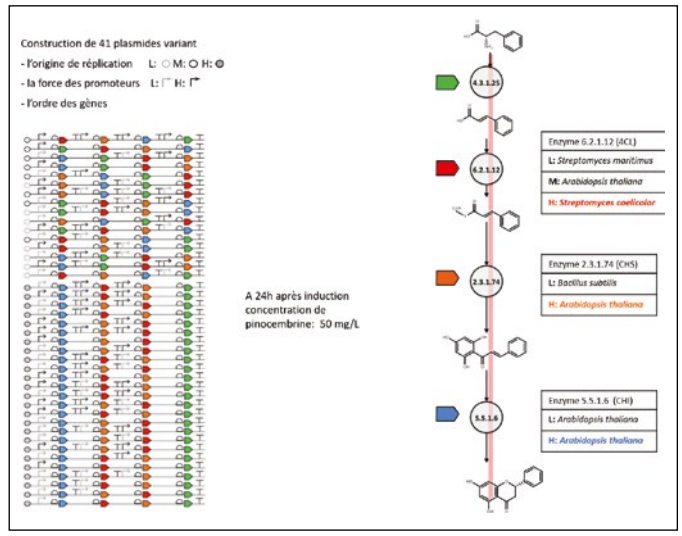 Construction de 41 plasmides variant
- l'origine de réplication L: M: H:
- la force des promoteurs L: H:
- l'ordre des gènes
A 24h après induction
concentration de
pinocembrine: 50 mg/L
4.3.1.25
6.2.1.12
2.3.1.74
5.5.1.6
Enzyme 6.2.1.12 (4CL)
L: Streptomyces maritimus
M: Arabidopsis thaliana
H: Streptomyces coelicolor
Enzyme 2.3.1.74 (CHS)
L: Bacillus subtilis
H: Arabidopsis thaliana
Enzyme 5.5.1.6 (CHI)
L: Arabidopsis thaliana
H: Arabidopsis thaliana